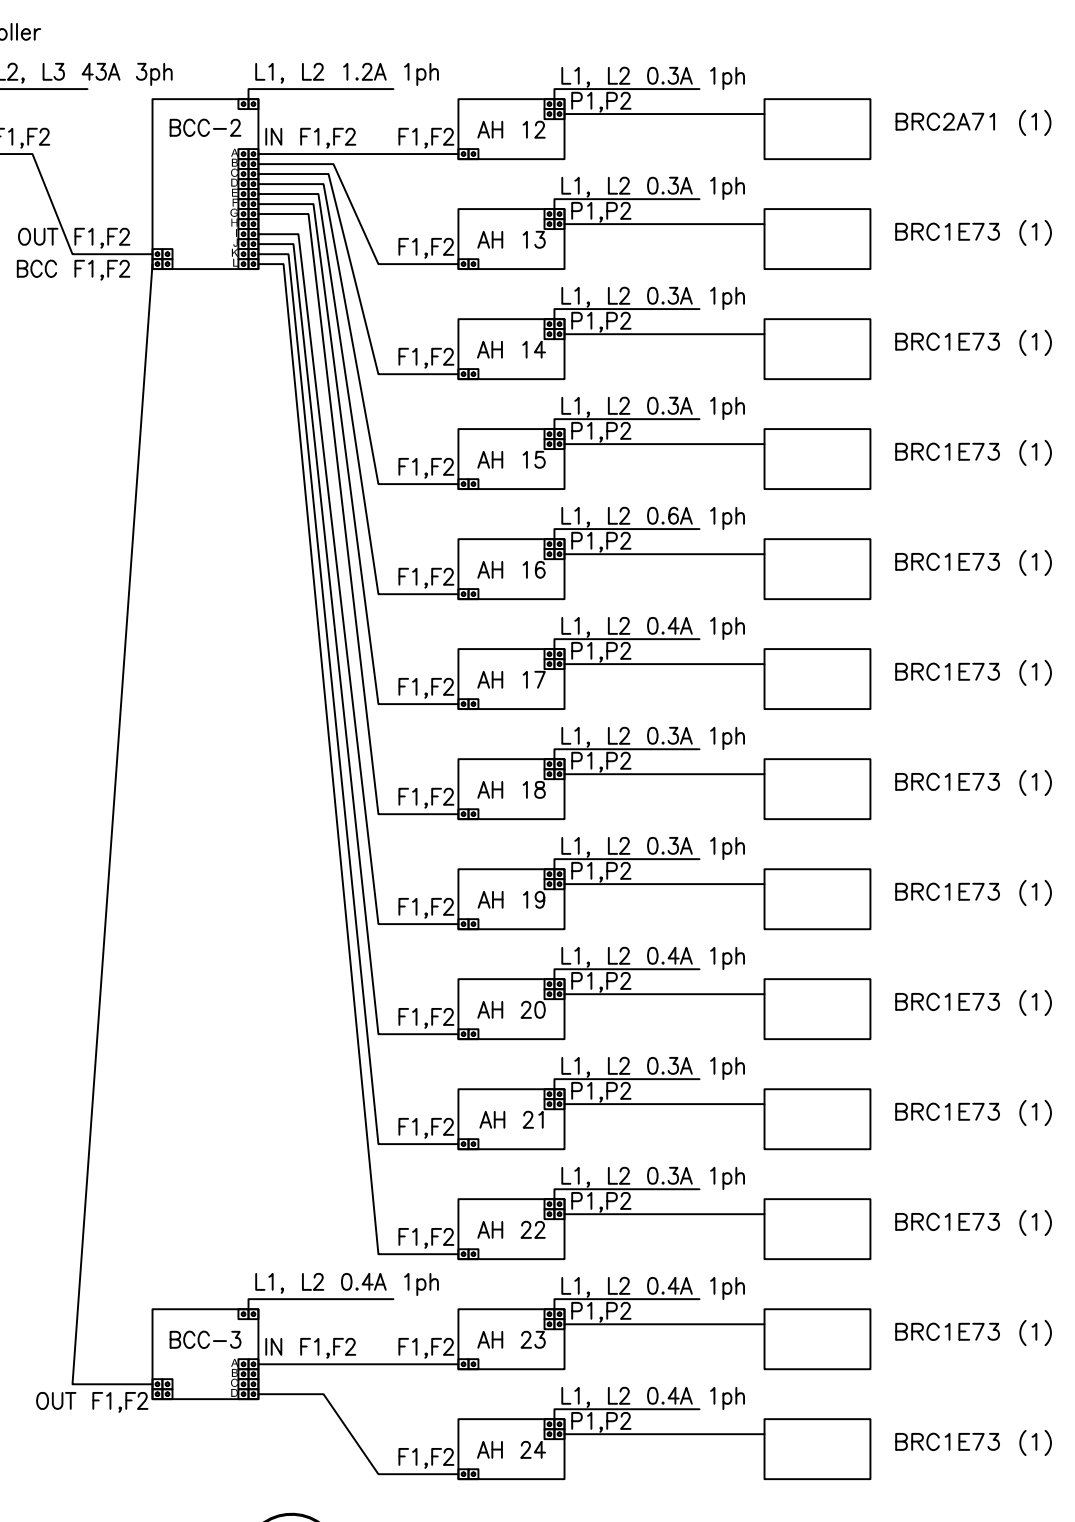 oller
L2, L3 43A 3ph
L1, L2 1.2A 1ph
L1, L2 0.3A 1ph
P1,P2
BCC-2
AH 12
BRC2A71 (1)
F1,F2
IN F1,F2
F1,F2
A
B
C
D
E
F
G
H
I
J
K
L
OUT F1,F2
BCC F1,F2
L1, L2 0.3A 1ph
P1,P2
F1,F2
AH 13
BRC1E73 (1)
L1, L2 0.3A 1ph
P1,P2
F1,F2
AH 14
BRC1E73 (1)
L1, L2 0.3A 1ph
P1,P2
F1,F2
AH 15
BRC1E73 (1)
L1, L2 0.6A 1ph
P1,P2
F1,F2
AH 16
BRC1E73 (1)
L1, L2 0.4A 1ph
P1,P2
F1,F2
AH 17
BRC1E73 (1)
L1, L2 0.3A 1ph
P1,P2
F1,F2
AH 18
BRC1E73 (1)
L1, L2 0.3A 1ph
P1,P2
F1,F2
AH 19
BRC1E73 (1)
L1, L2 0.4A 1ph
P1,P2
F1,F2
AH 20
BRC1E73 (1)
L1, L2 0.3A 1ph
P1,P2
F1,F2
AH 21
BRC1E73 (1)
L1, L2 0.3A 1ph
P1,P2
F1,F2
AH 22
BRC1E73 (1)
L1, L2 0.4A 1ph
L1, L2 0.4A 1ph
P1,P2
BCC-3
IN F1,F2
F1,F2
AH 23
BRC1E73 (1)
A
B
C
D
OUT F1,F2
L1, L2 0.4A 1ph
P1,P2
F1,F2
AH 24
BRC1E73 (1)